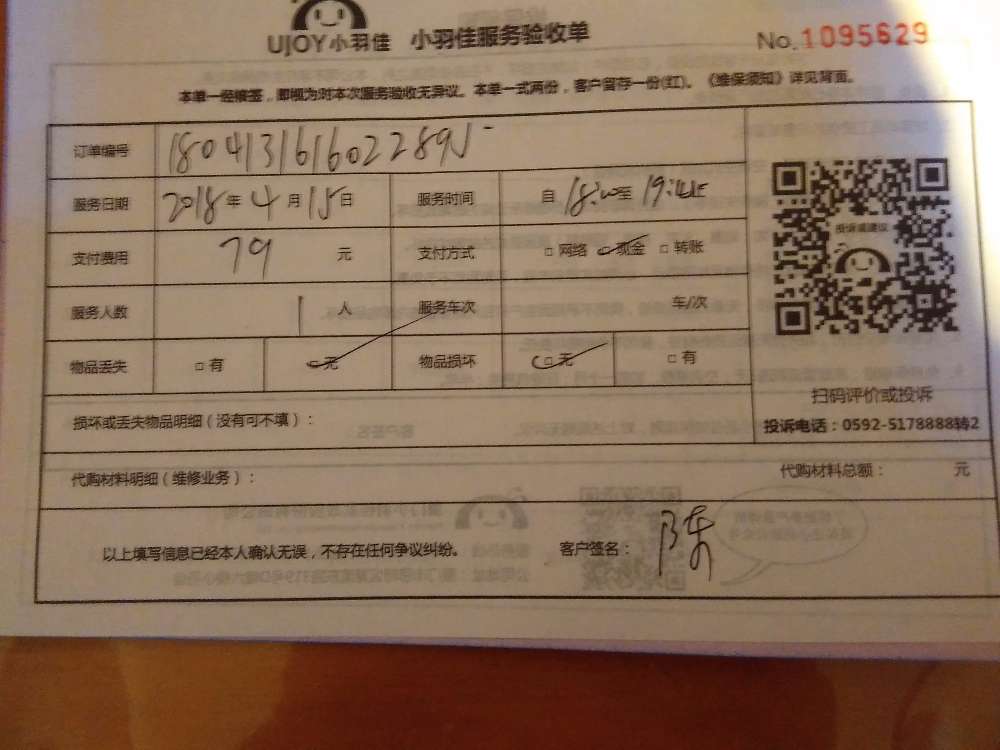 UJOY小羽佳 小羽佳服务验收单 No.1095629
本单一经填签，即视为对本次服务验收无异议。本单一式两份，客户留存一份(红)。《维保须知》详见背面。
订单编号 180413161602289N
服务日期 2018年4月15日 服务时间 自18:40至19:45
支付费用 79 元 支付方式 □网络 □现金 □转账
服务人数 1 人 服务车次 车/次
物品丢失 □有 □无 物品损坏 □无 □有
投诉或建议
扫码评价或投诉
投诉电话：0592-5178888转2
损坏或丢失物品明细（没有可不填）：
代购材料明细（维修业务）： 代购材料总额： 元
以上填写信息已经本人确认无误，不存在任何争议纠纷。 客户签名：陈